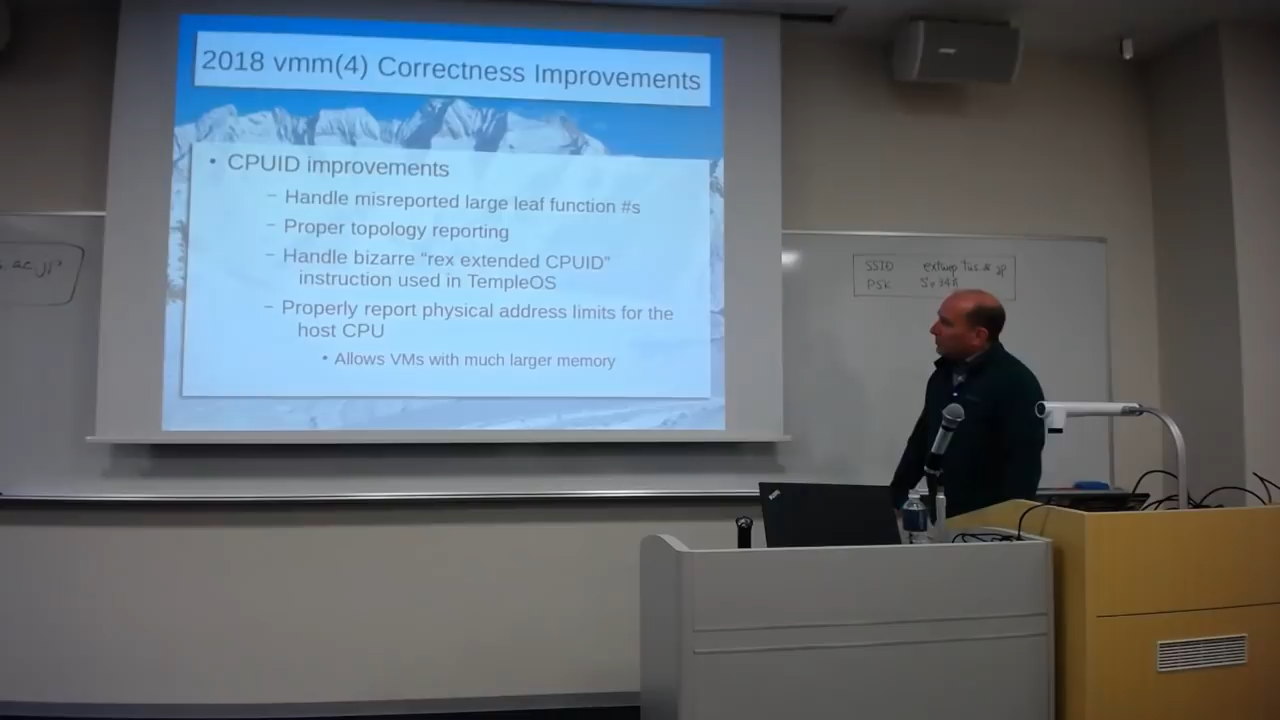 2018 vmm(4) Correctness Improvements
• CPUID improvements
– Handle misreported large leaf function #s
– Proper topology reporting
– Handle bizarre "rex extended CPUID"
instruction used in TempleOS
– Properly report physical address limits for the
host CPU
• Allows VMs with much larger memory
PSK